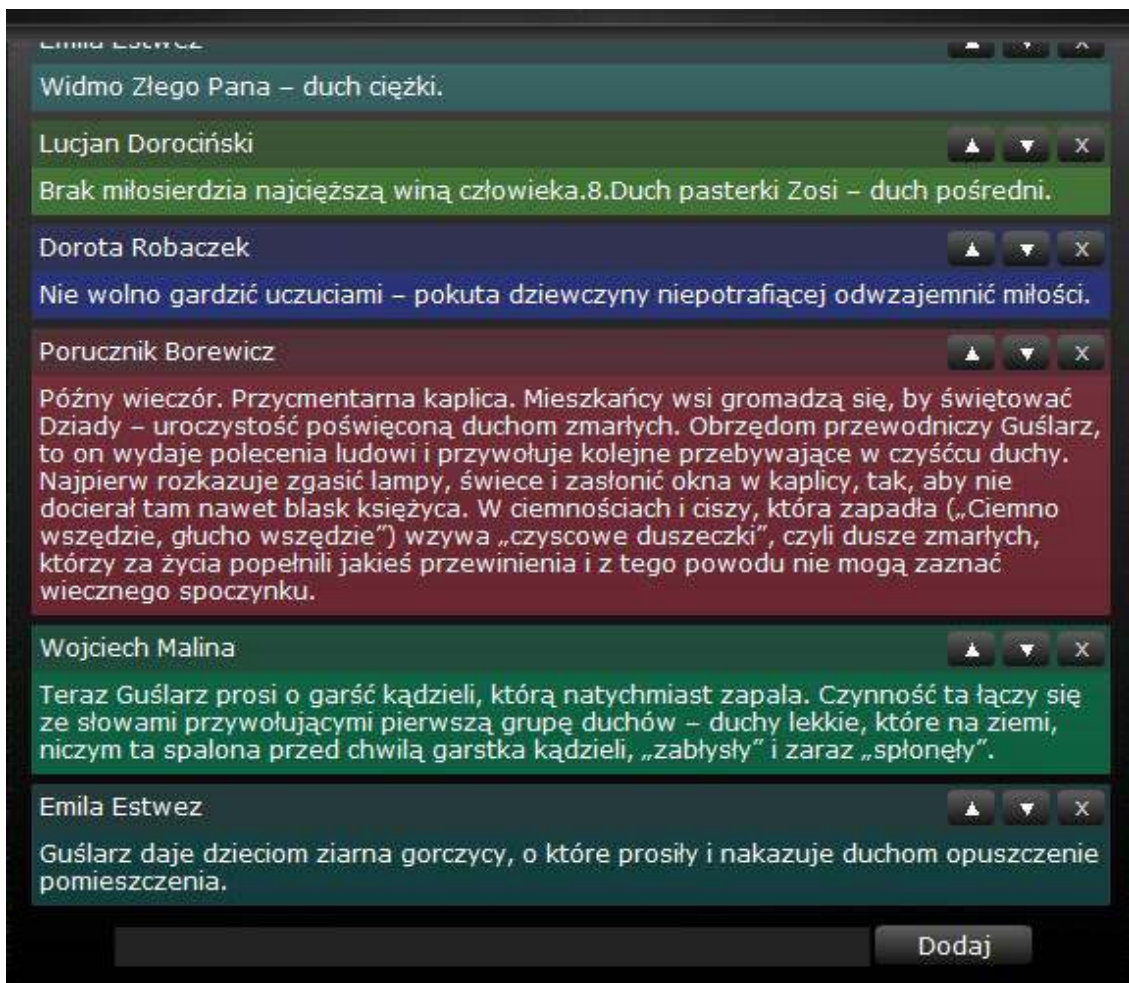 Emila Estwez ▲ ▼ X
Widmo Złego Pana – duch ciężki.
Lucjan Dorociński ▲ ▼ X
Brak miłosierdzia najcięższą winą człowieka.8.Duch pasterki Zosi – duch pośredni.
Dorota Robaczek ▲ ▼ X
Nie wolno gardzić uczuciami – pokuta dziewczyny niepotrafiącej odwzajemnić miłości.
Porucznik Borewicz ▲ ▼ X
Późny wieczór. Przycmentarna kaplica. Mieszkańcy wsi gromadzą się, by świętować
Dziady – uroczystość poświęconą duchom zmarłych. Obrzędom przewodniczy Guślarz,
to on wydaje polecenia ludowi i przywołuje kolejne przebywające w czyśćcu duchy.
Najpierw rozkazuje zgasić lampy, świece i zasłonić okna w kaplicy, tak, aby nie
docierał tam nawet blask księżyca. W ciemnościach i ciszy, która zapadła („Ciemno
wszędzie, głucho wszędzie”) wzywa „czyscowe duszeczki”, czyli dusze zmarłych,
którzy za życia popełnili jakieś przewinienia i z tego powodu nie mogą zaznać
wiecznego spoczynku.
Wojciech Malina ▲ ▼ X
Teraz Guślarz prosi o garść kądzieli, którą natychmiast zapala. Czynność ta łączy się
ze słowami przywołującymi pierwszą grupę duchów – duchy lekkie, które na ziemi,
niczym ta spalona przed chwilą garstka kądzieli, „zabłysły” i zaraz „spłonęły”.
Emila Estwez ▲ ▼ X
Guślarz daje dzieciom ziarna gorczycy, o które prosiły i nakazuje duchom opuszczenie
pomieszczenia.
Dodaj